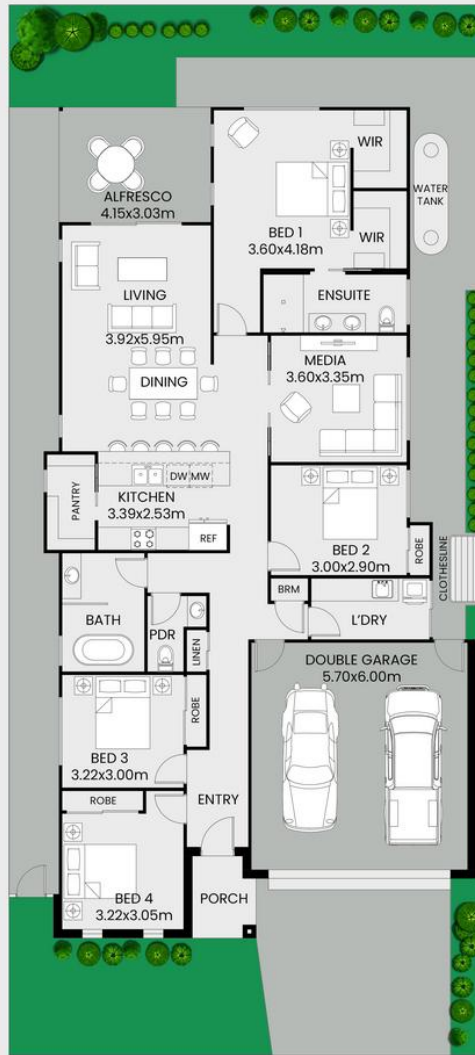 WIR
ALFRESCO
4.15x3.03m
WATER
TANK
BED 1
3.60x4.18m
WIR
LIVING
3.92x5.95m
ENSUITE
MEDIA
3.60x3.35m
DINING
PANTRY
DW
MW
KITCHEN
3.39x2.53m
REF
BED 2
3.00x2.90m
ROBE
CLOTHESLINE
BRM
L'DRY
BATH
PDR
LINEN
DOUBLE GARAGE
5.70x6.00m
ROBE
BED 3
3.22x3.00m
ROBE
ENTRY
BED 4
3.22x3.05m
PORCH